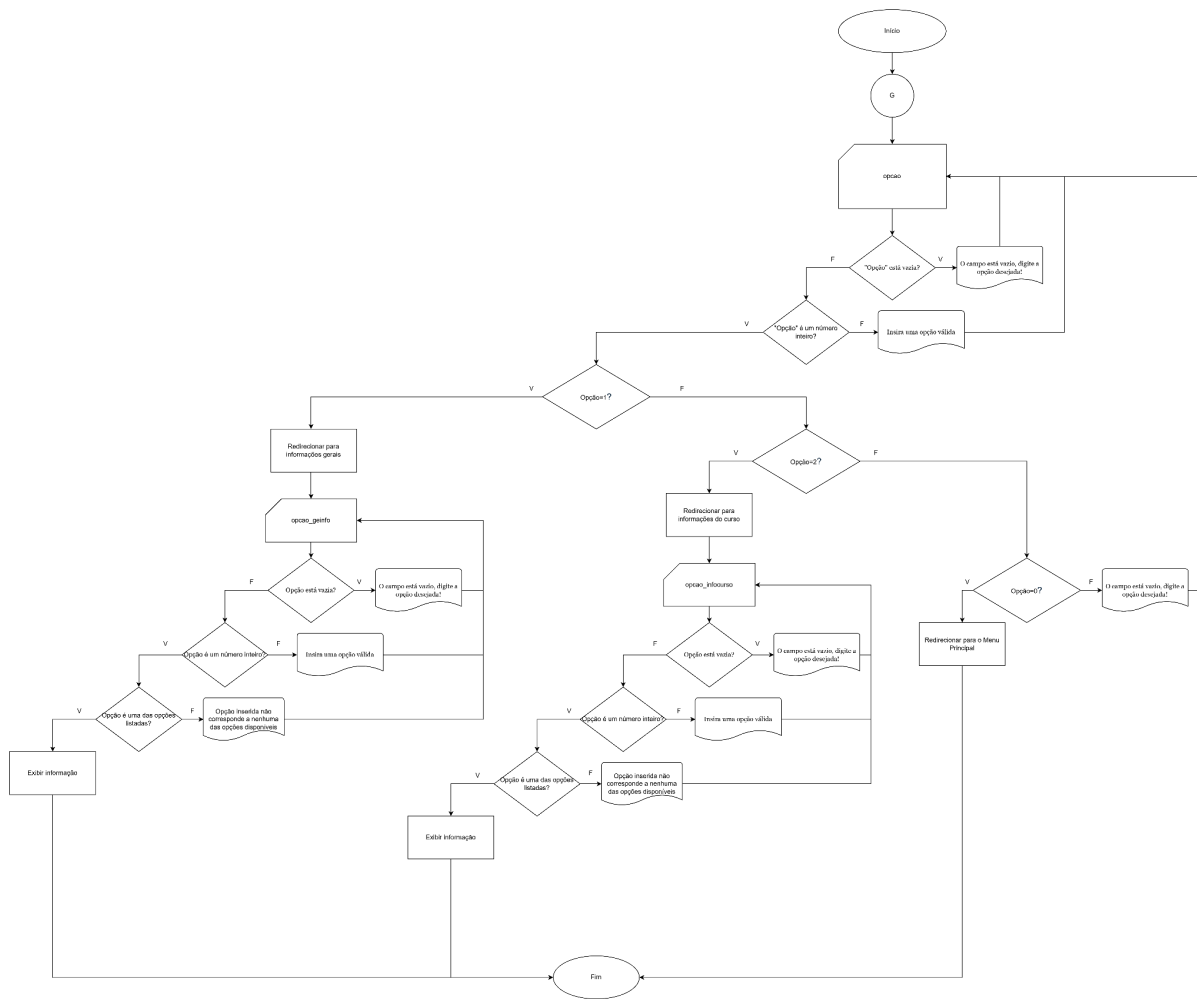 Início
G
opcao
"Opção" está vazia?
F
V
O campo está vazio, digite a
opção desejada!
"Opção" é um número
inteiro?
V
F
Insira uma opção válida
Opção=1?
V
F
Redirecionar para
informações gerais
opcao_geinfo
Opção está vazia?
F
V
O campo está vazio, digite a
opção desejada!
Opção é um número inteiro?
V
F
Insira uma opção válida
Opção é uma das opções
listadas?
V
F
Opção inserida não
corresponde a nenhuma
das opções disponíveis
Exibir informação
Opção=2?
V
F
Redirecionar para
informações do curso
opcao_infocurso
Opção está vazia?
F
V
O campo está vazio, digite a
opção desejada!
Opção é um número inteiro?
V
F
Insira uma opção válida
Opção é uma das opções
listadas?
V
F
Opção inserida não
corresponde a nenhuma
das opções disponíveis
Exibir informação
Opção=0?
V
F
O campo está vazio, digite a
opção desejada!
Redirecionar para o Menu
Principal
Fim